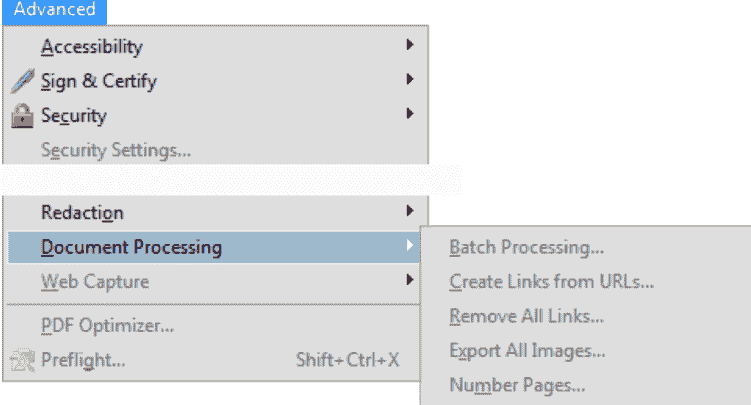 Advanced
Accessibility
Sign & Certify
Security
Security Settings...
Redaction
Document Processing
Web Capture
PDF Optimizer...
Preflight... Shift+Ctrl+X
Batch Processing...
Create Links from URLs...
Remove All Links...
Export All Images...
Number Pages...